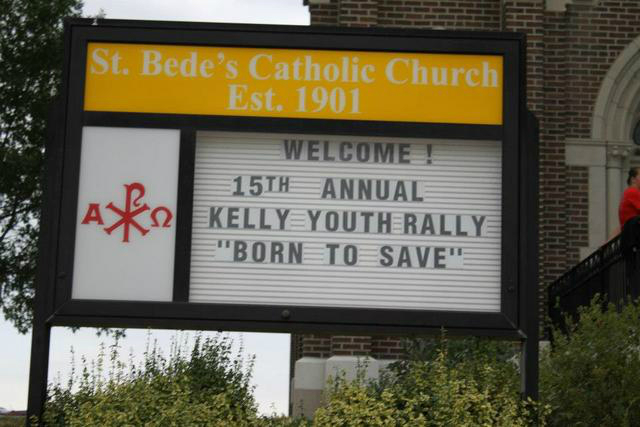 St. Bede's Catholic Church
Est. 1901
WELCOME !
15TH ANNUAL
KELLY YOUTH RALLY
"BORN TO SAVE"
Α ☧ Ω